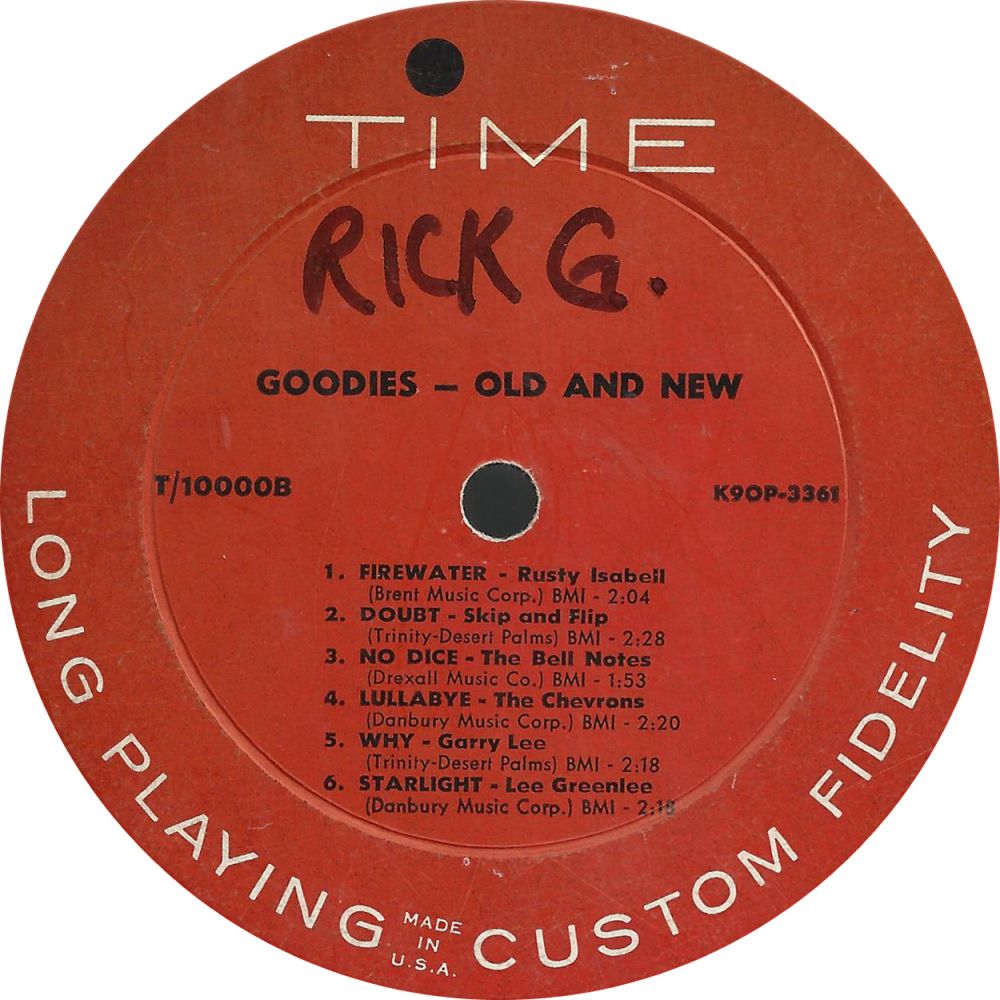 TIME
RICK G.
GOODIES — OLD AND NEW
T/10000B
K9OP-3361
1. FIREWATER - Rusty Isabell
(Brent Music Corp.) BMI - 2:04
2. DOUBT - Skip and Flip
(Trinity-Desert Palms) BMI - 2:28
3. NO DICE - The Bell Notes
(Drexall Music Co.) BMI - 1:53
4. LULLABYE - The Chevrons
(Danbury Music Corp.) BMI - 2:20
5. WHY - Garry Lee
(Trinity-Desert Palms) BMI - 2:18
6. STARLIGHT - Lee Greenlee
(Danbury Music Corp.) BMI - 2:18
LONG PLAYING
MADE
IN
U.S.A.
CUSTOM FIDELITY